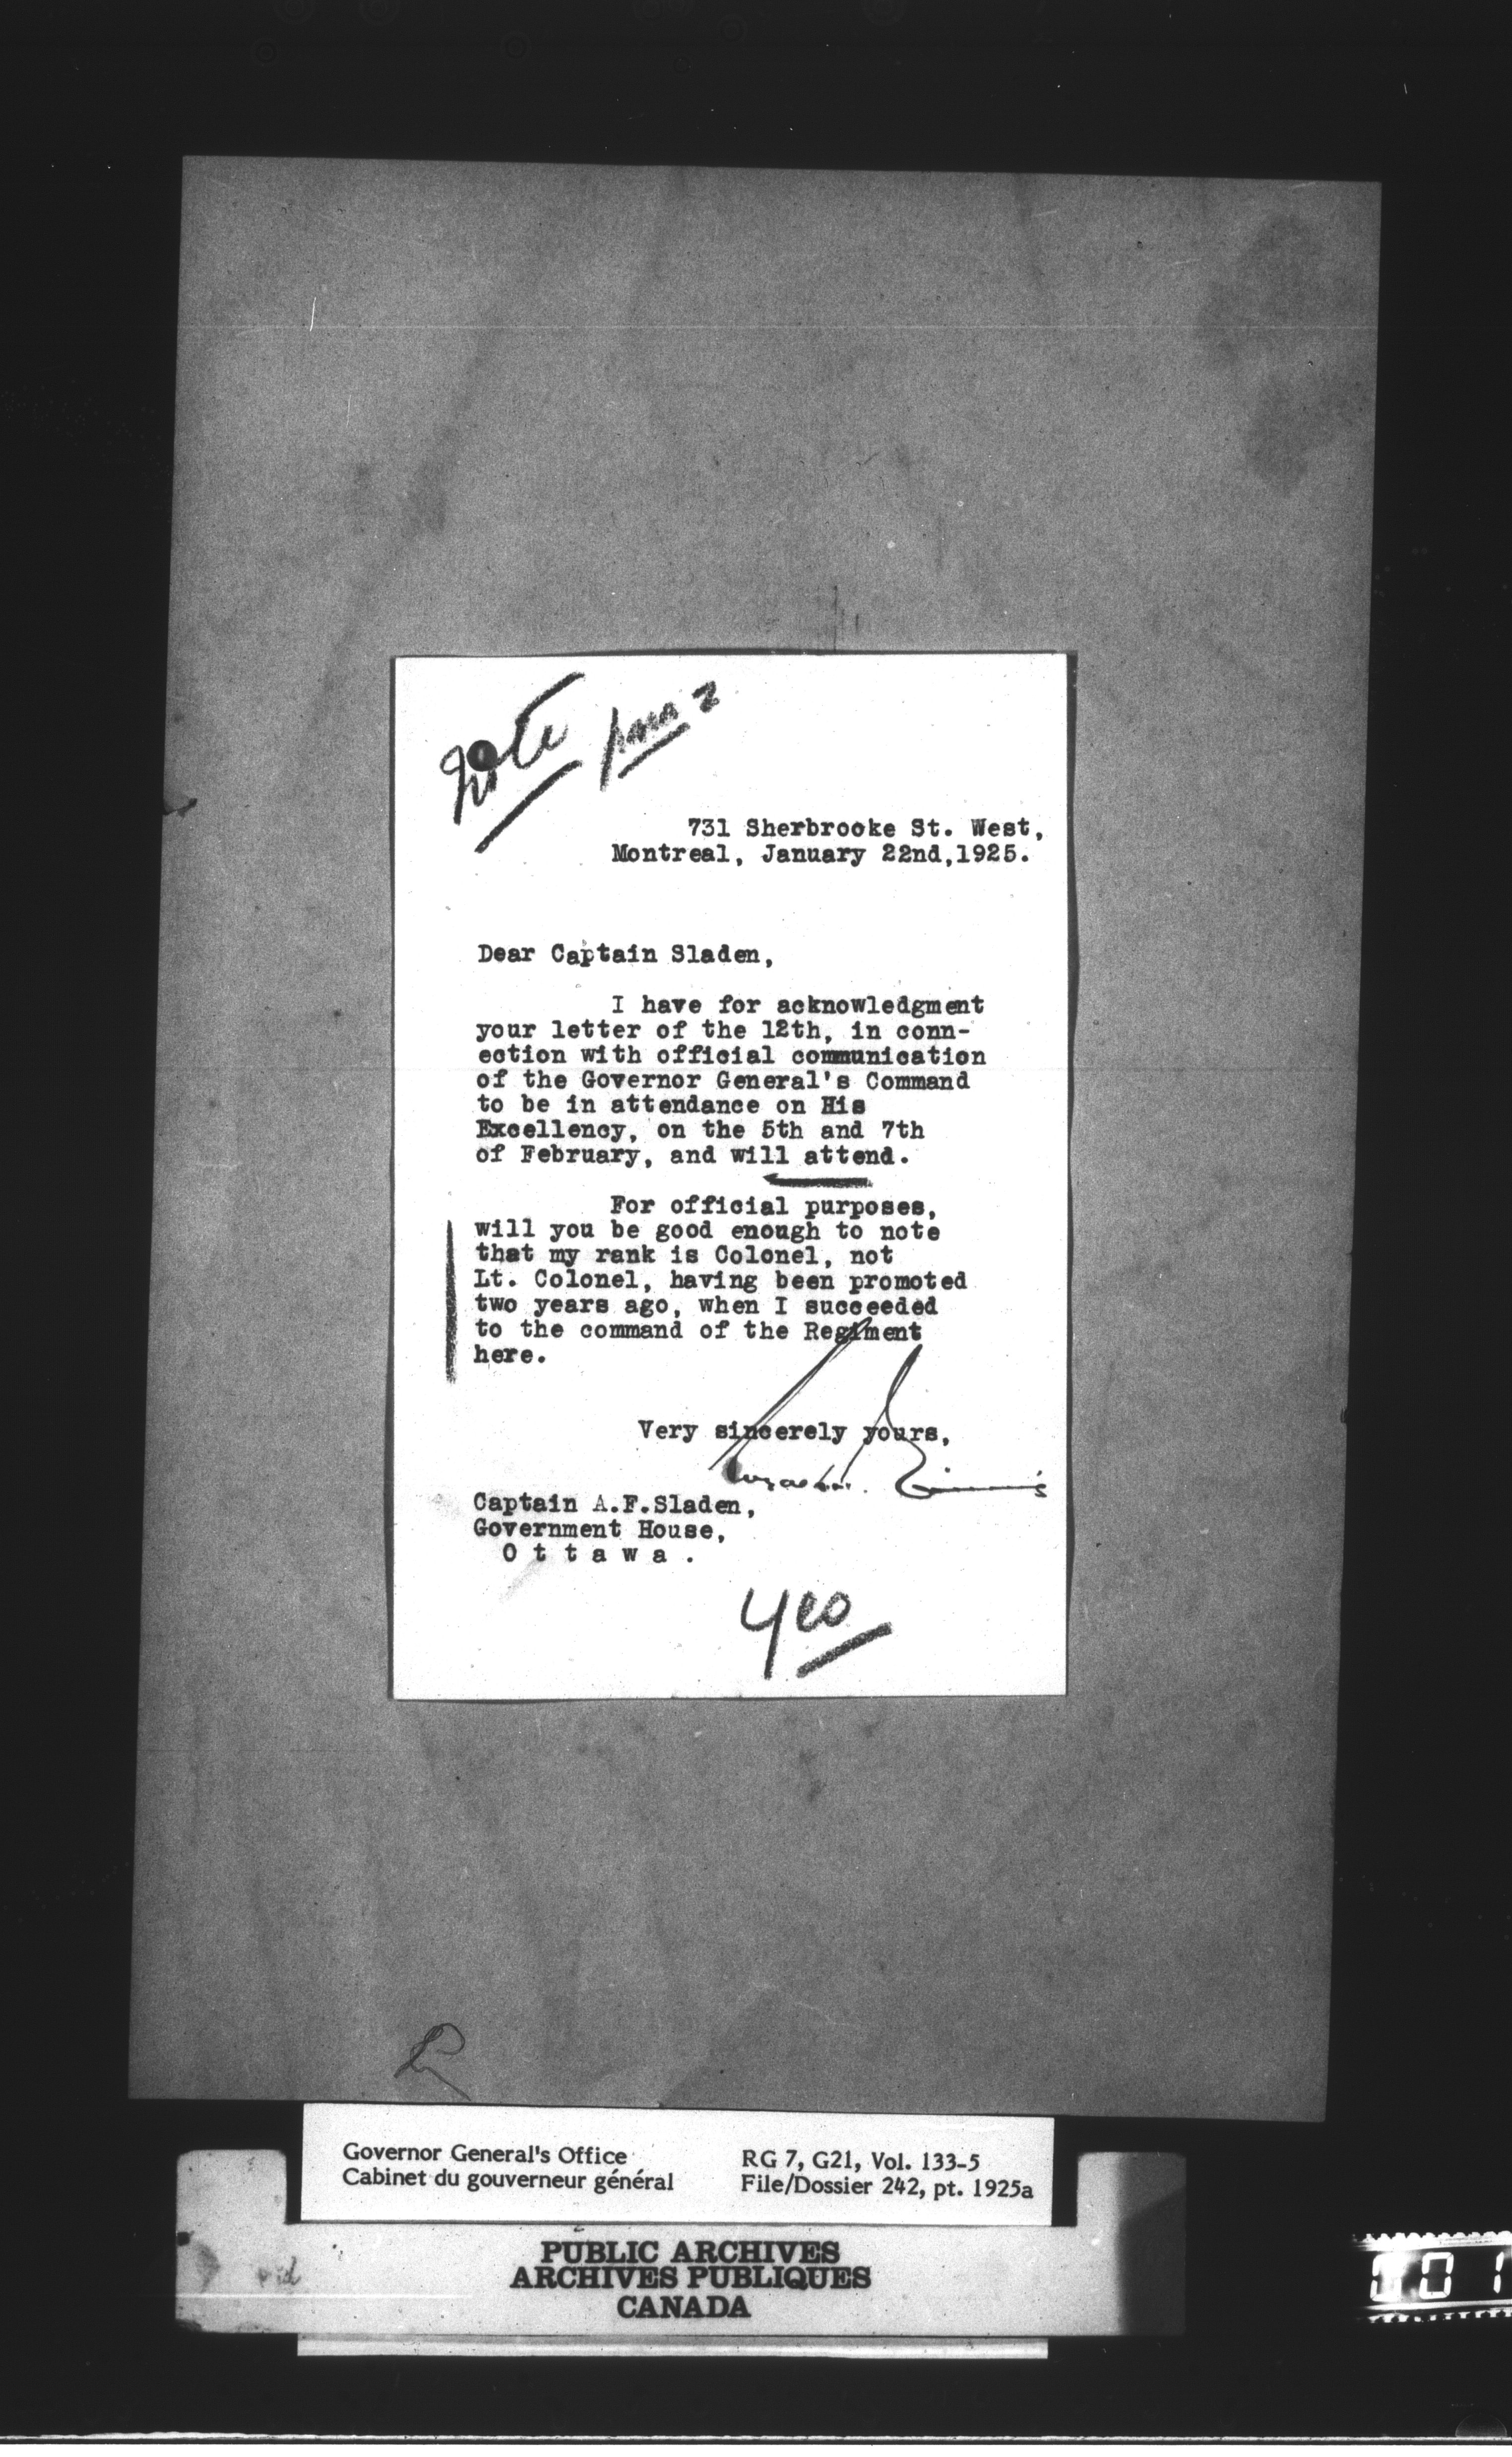 Note para 2
731 Sherbrooke St. West,
Montreal, January 22nd,1925.
Dear Captain Sladen,
I have for acknowledgment
your letter of the 12th, in conn-
ection with official communication
of the Governor General's Command
to be in attendance on His
Excellency, on the 5th and 7th
of February, and will attend.
For official purposes,
will you be good enough to note
that my rank is Colonel, not
Lt. Colonel, having been promoted
two years ago, when I succeeded
to the command of the Regiment
here.
Very sincerely yours,
Captain A.F.Sladen,
Government House,
O t t a w a .
Governor General's Office
Cabinet du gouverneur général
RG 7, G21, Vol. 133-5
File/Dossier 242, pt. 1925a
PUBLIC ARCHIVES
ARCHIVES PUBLIQUES
CANADA